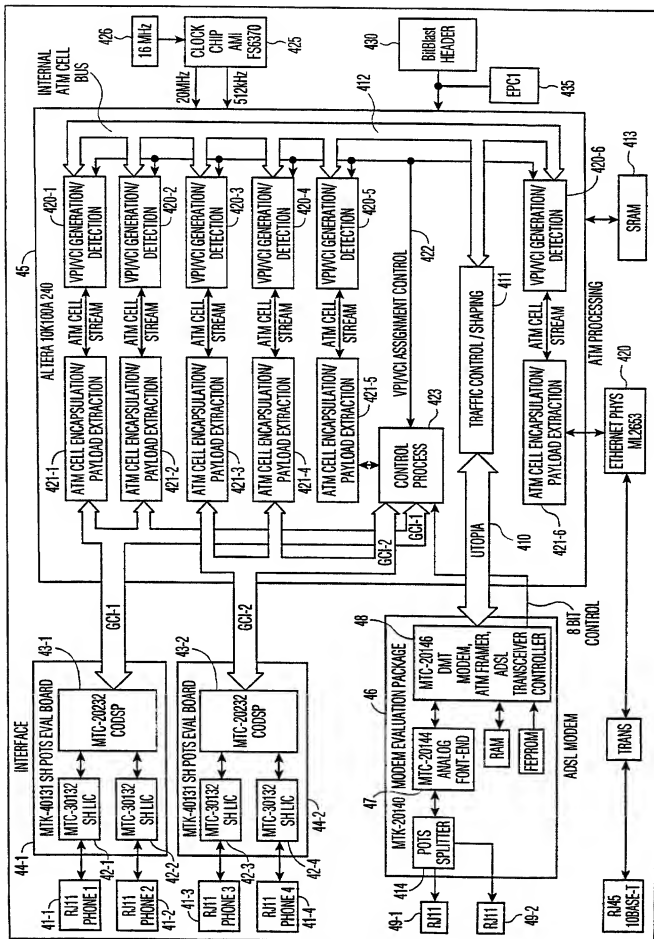 INTERFACE
MTK-40131 SH POTS EVAL BOARD
44-1
RJ11
PHONE 1
41-1
RJ11
PHONE 2
41-2
MTC-30132
SH LIC
42-1
MTC-30132
SH LIC
42-2
MTC-20232
CODSP
43-1
GCI-1
MTK-40131 SH POTS EVAL BOARD
44-2
RJ11
PHONE 3
41-3
RJ11
PHONE 4
41-4
MTC-30132
SH LIC
42-3
MTC-30132
SH LIC
42-4
MTC-20232
CODSP
43-2
GCI-2
45
ALTERA 10K100A 240
ATM CELL ENCAPSULATION/
PAYLOAD EXTRACTION
421-1
ATM CELL
STREAM
VPI/VCI GENERATION/
DETECTION
420-1
ATM CELL ENCAPSULATION/
PAYLOAD EXTRACTION
421-2
ATM CELL
STREAM
VPI/VCI GENERATION/
DETECTION
420-2
ATM CELL ENCAPSULATION/
PAYLOAD EXTRACTION
421-3
ATM CELL
STREAM
VPI/VCI GENERATION/
DETECTION
420-3
ATM CELL ENCAPSULATION/
PAYLOAD EXTRACTION
421-4
ATM CELL
STREAM
VPI/VCI GENERATION/
DETECTION
420-4
ATM CELL ENCAPSULATION/
PAYLOAD EXTRACTION
421-5
ATM CELL
STREAM
VPI/VCI GENERATION/
DETECTION
420-5
INTERNAL
ATM CELL
BUS
412
426
16 MHz
CLOCK
CHIP
AMI
FS6370
425
20MHz
512kHz
430
BitBlast
HEADER
EPC1
435
GCI-2
GCI-1
CONTROL
PROCESS
423
VPI/VCI ASSIGNMENT CONTROL
422
UTOPIA
410
TRAFFIC CONTROL / SHAPING
411
ATM CELL ENCAPSULATION/
PAYLOAD EXTRACTION
421-6
ATM CELL
STREAM
VPI/VCI GENERATION/
DETECTION
420-6
ATM PROCESSING
SRAM
413
ETHERNET PHYS
ML2653
420
8 BIT
CONTROL
MTK-20140 MODEM EVALUATION PACKAGE
46
MTC-20146
DMT
MODEM,
ATM FRAMER,
ADSL
TRANSCEIVER
CONTROLLER
48
MTC-20144
ANALOG
FONT-END
47
RAM
EEPROM
POTS
SPLITTER
414
ADSL MODEM
49-1
RJ11
RJ11
49-2
TRANS
RJ45
10BASE-T